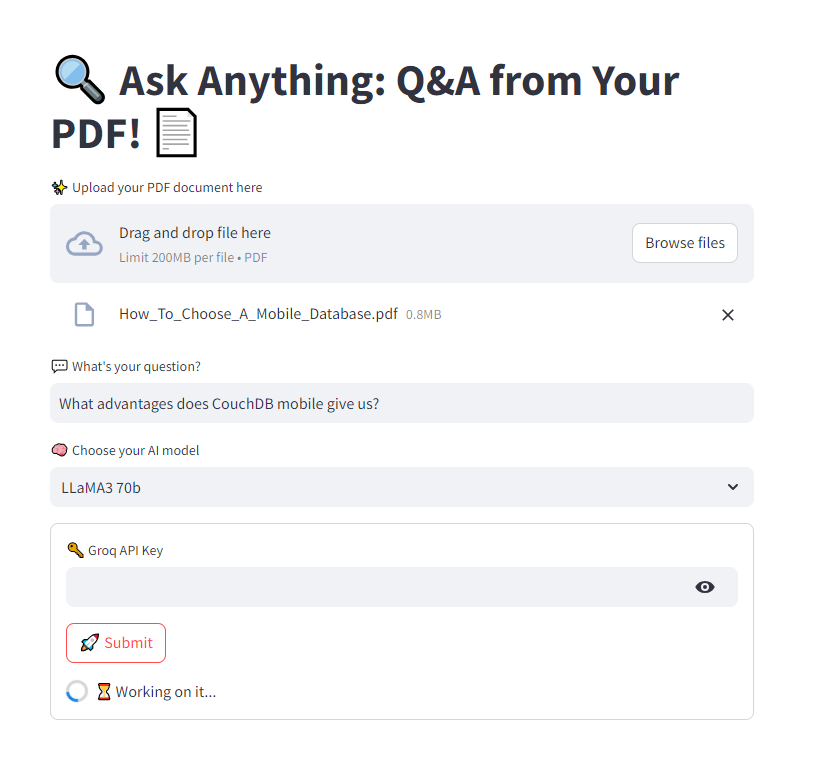 🔍 Ask Anything: Q&A from Your
PDF! 📄
✨ Upload your PDF document here
Drag and drop file here
Limit 200MB per file • PDF
Browse files
How_To_Choose_A_Mobile_Database.pdf 0.8MB
💬 What's your question?
What advantages does CouchDB mobile give us?
🧠 Choose your AI model
LLaMA3 70b
🔑 Groq API Key
🚀 Submit
⏳ Working on it...